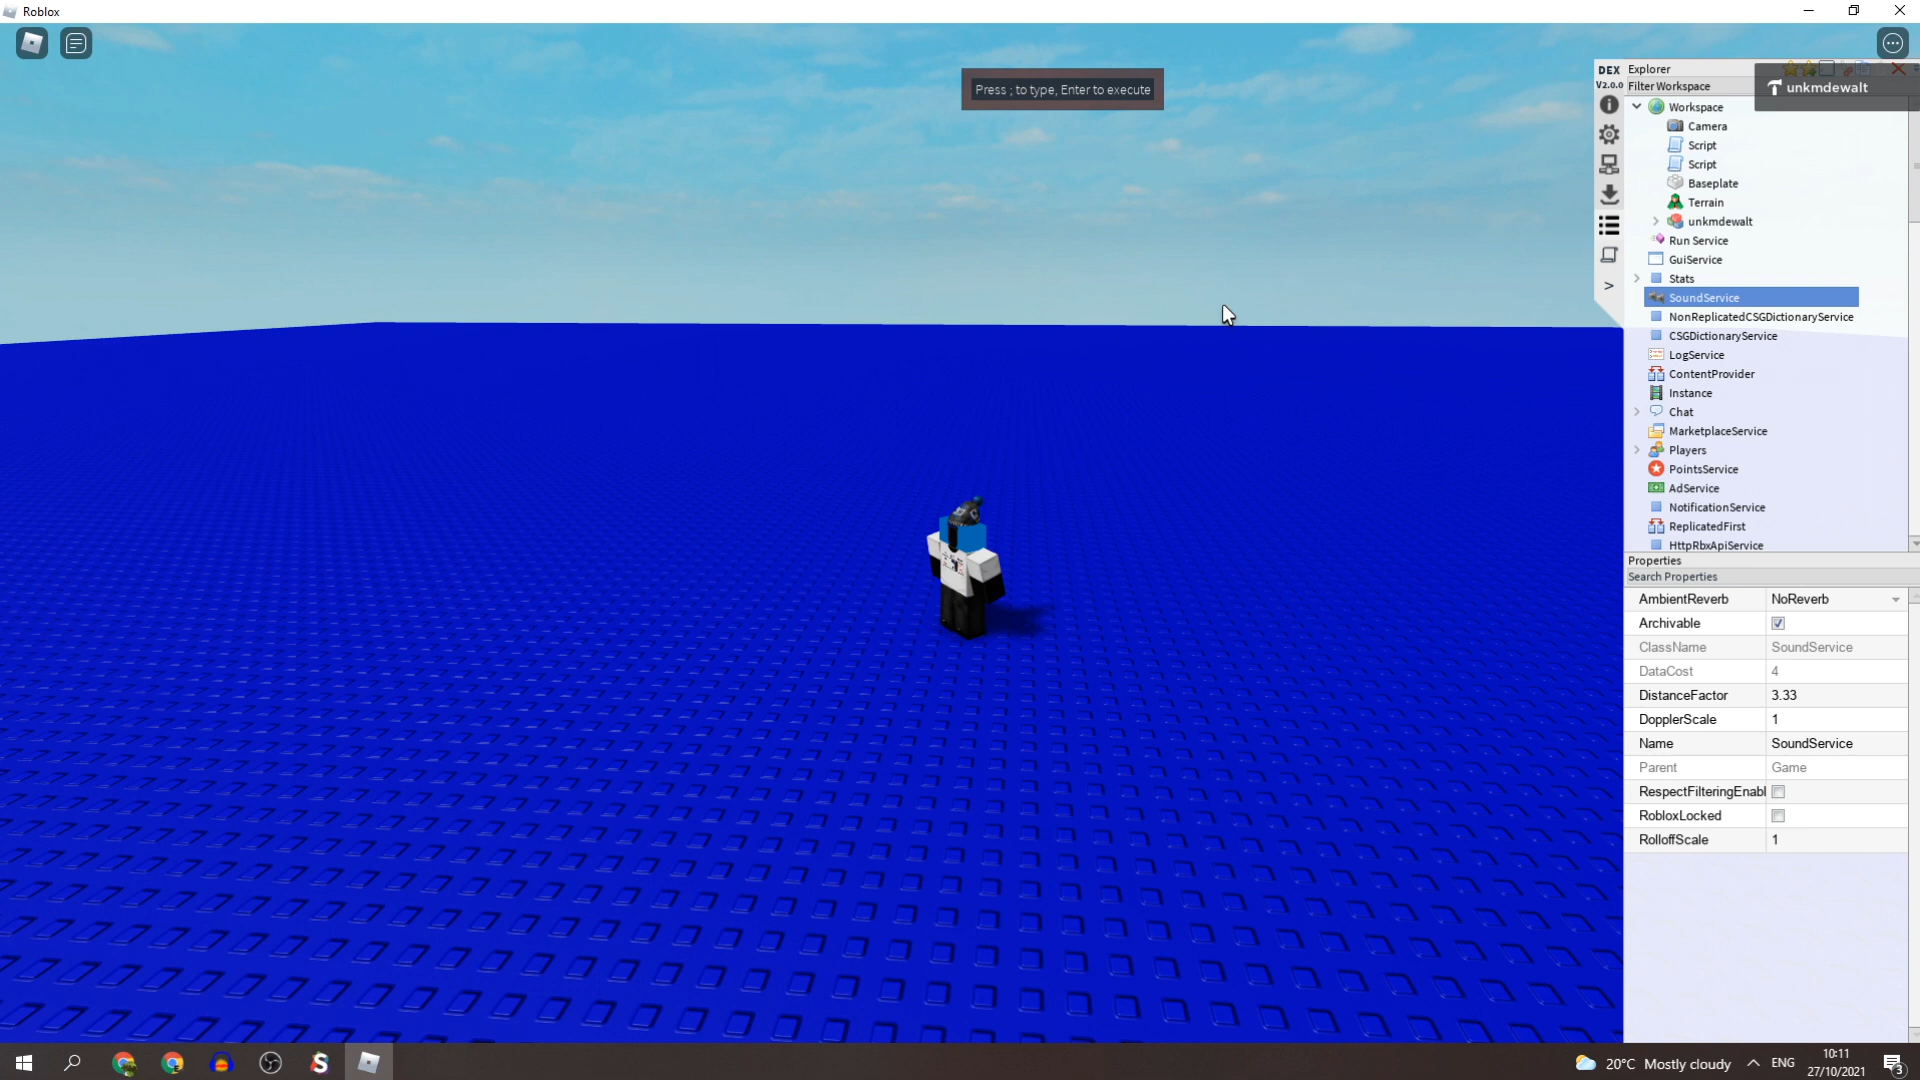 Roblox
Press ; to type, Enter to execute
DEX
V2.0.0
Explorer
Filter Workspace
unkmdewalt
Workspace
Camera
Script
Script
Baseplate
Terrain
unkmdewalt
Run Service
GuiService
Stats
SoundService
NonReplicatedCSGDictionaryService
CSGDictionaryService
LogService
ContentProvider
Instance
Chat
MarketplaceService
Players
PointsService
AdService
NotificationService
ReplicatedFirst
HttpRbxApiService
Properties
Search Properties
AmbientReverb NoReverb
Archivable
ClassName SoundService
DataCost 4
DistanceFactor 3.33
DopplerScale 1
Name SoundService
Parent Game
RespectFilteringEnabl
RobloxLocked
RolloffScale 1
20°C Mostly cloudy ENG
10:11
27/10/2021
3